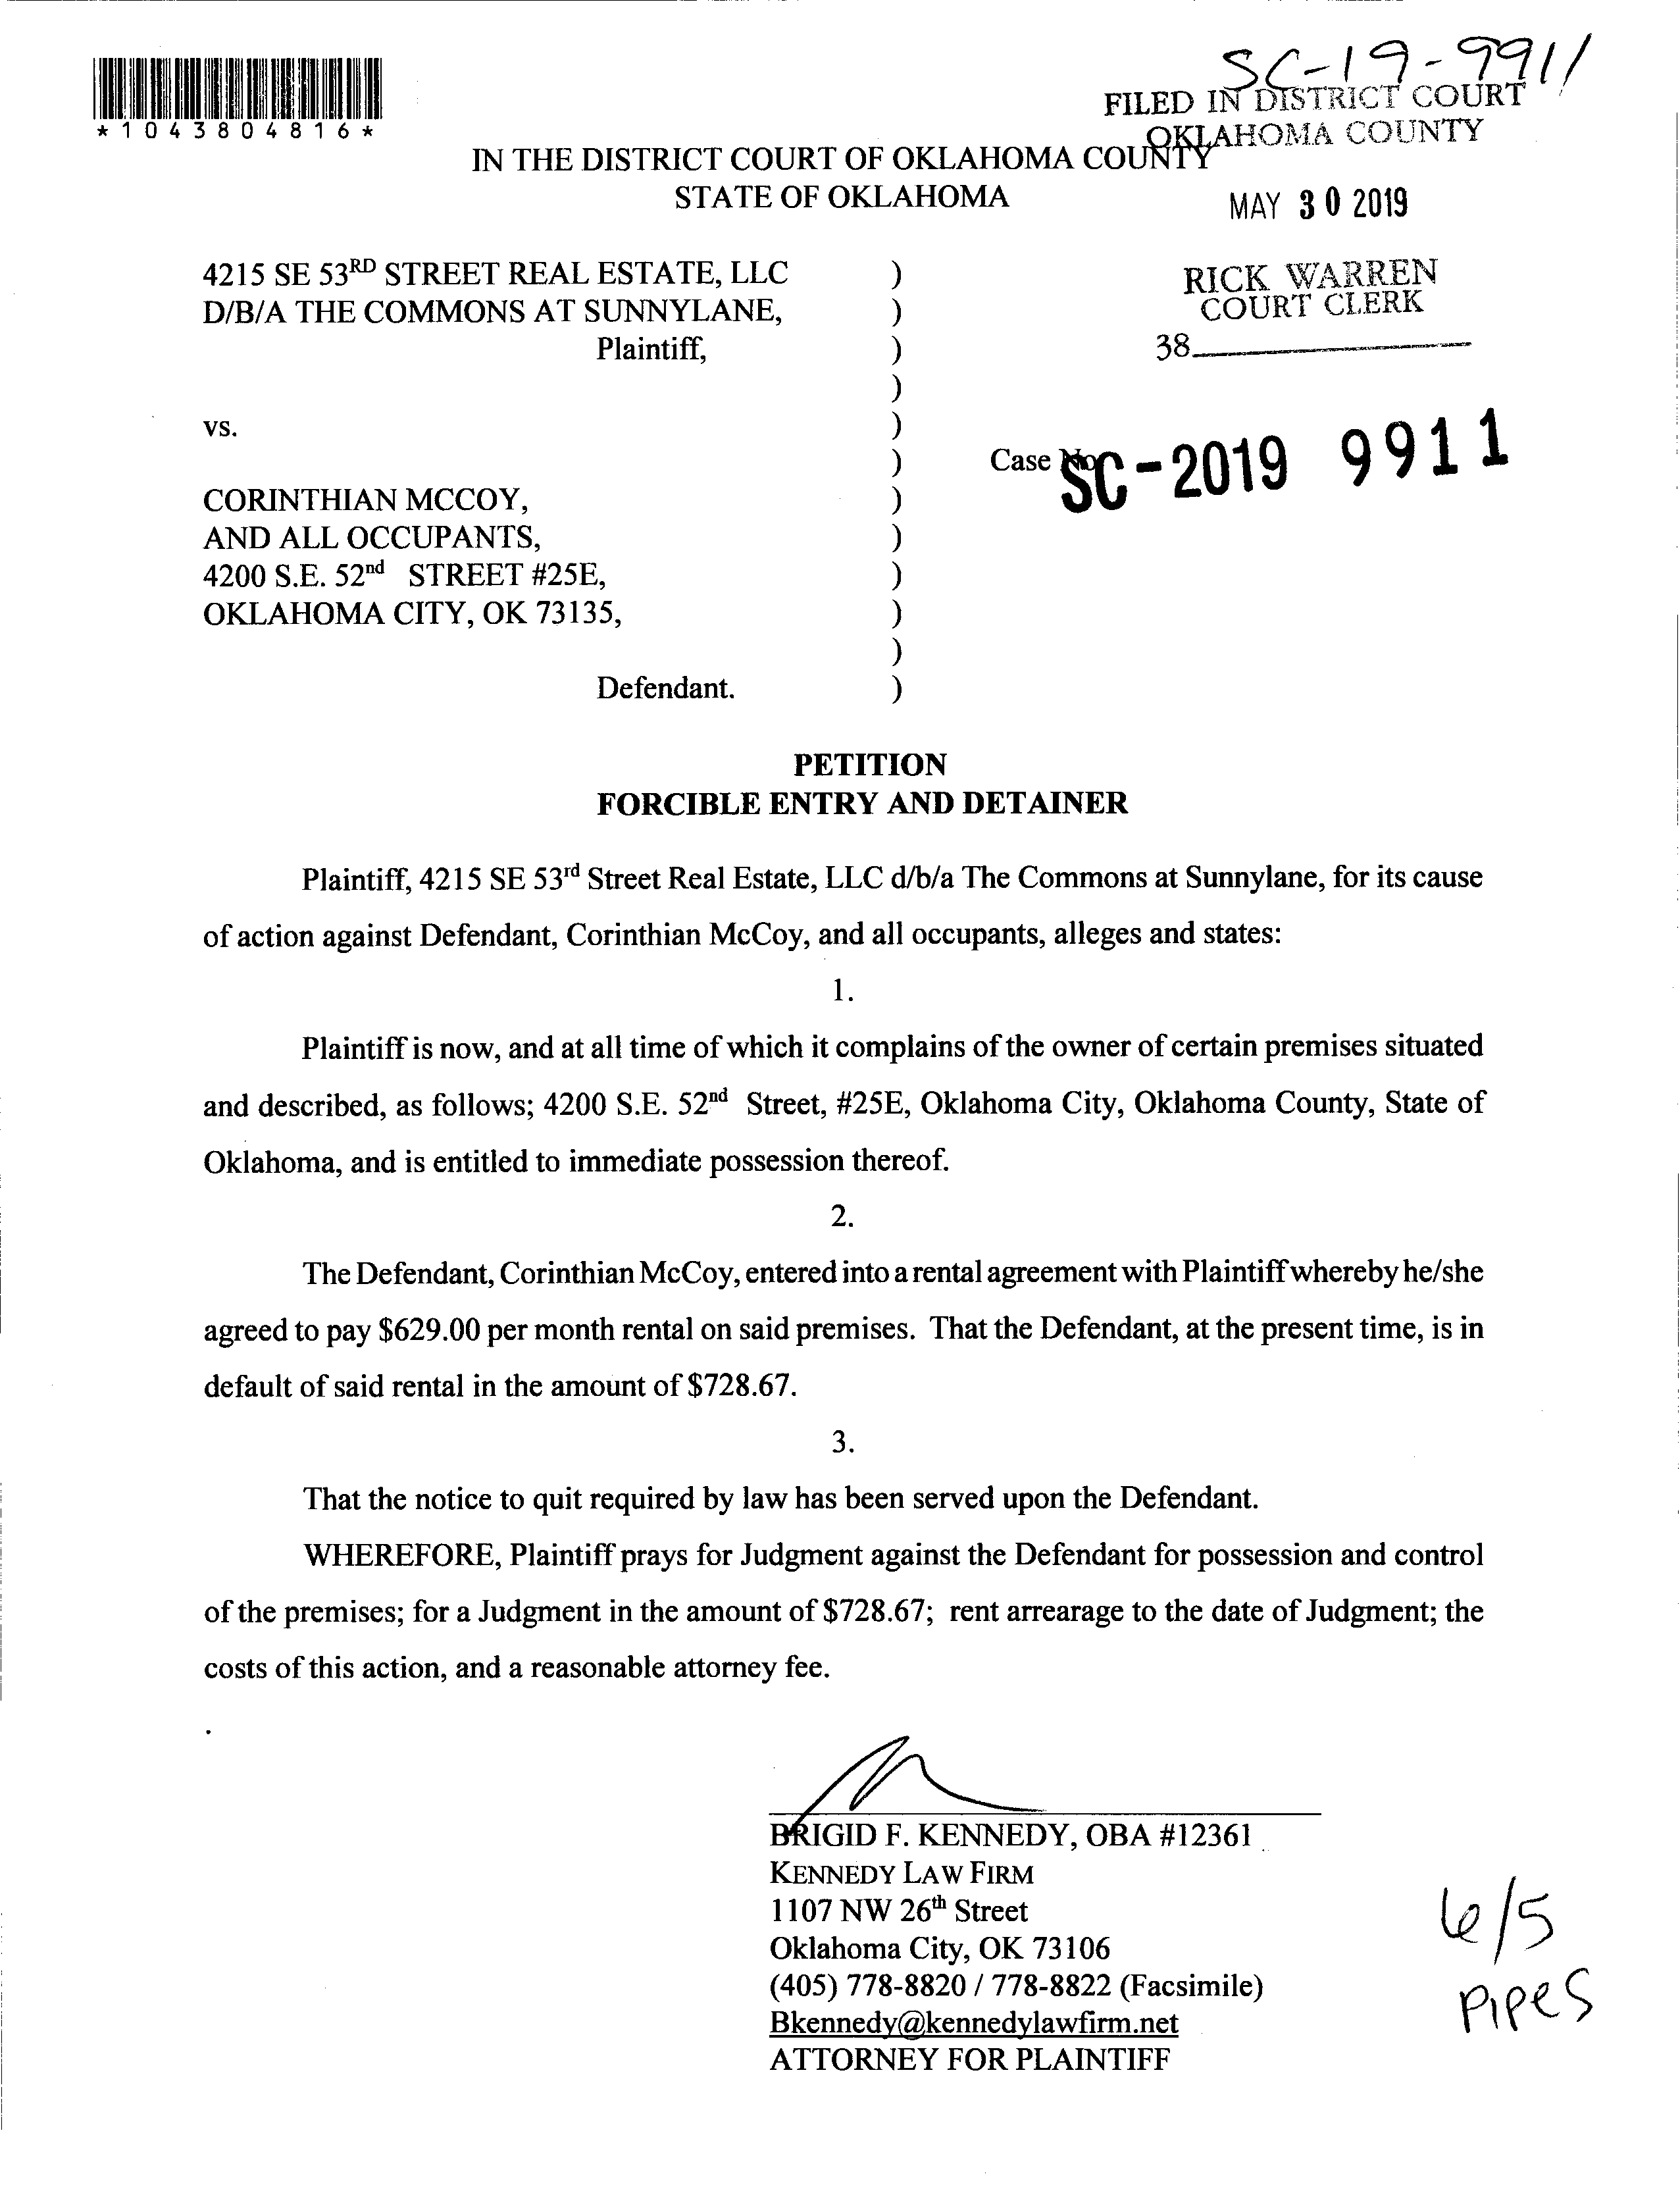 SC-19-9911
*1043804816*
FILED IN DISTRICT COURT
OKLAHOMA COUNTY
IN THE DISTRICT COURT OF OKLAHOMA COUNTY
STATE OF OKLAHOMA
MAY 30 2019
4215 SE 53RD STREET REAL ESTATE, LLC )
D/B/A THE COMMONS AT SUNNYLANE, )
Plaintiff, )
)
vs. )
)
CORINTHIAN MCCOY, )
AND ALL OCCUPANTS, )
4200 S.E. 52nd STREET #25E, )
OKLAHOMA CITY, OK 73135, )
)
Defendant. )
RICK WARREN
COURT CLERK
38
Case No. SC-2019 9911
PETITION
FORCIBLE ENTRY AND DETAINER
Plaintiff, 4215 SE 53rd Street Real Estate, LLC d/b/a The Commons at Sunnylane, for its cause
of action against Defendant, Corinthian McCoy, and all occupants, alleges and states:
1.
Plaintiff is now, and at all time of which it complains of the owner of certain premises situated
and described, as follows; 4200 S.E. 52nd Street, #25E, Oklahoma City, Oklahoma County, State of
Oklahoma, and is entitled to immediate possession thereof.
2.
The Defendant, Corinthian McCoy, entered into a rental agreement with Plaintiff whereby he/she
agreed to pay $629.00 per month rental on said premises. That the Defendant, at the present time, is in
default of said rental in the amount of $728.67.
3.
That the notice to quit required by law has been served upon the Defendant.
WHEREFORE, Plaintiff prays for Judgment against the Defendant for possession and control
of the premises; for a Judgment in the amount of $728.67; rent arrearage to the date of Judgment; the
costs of this action, and a reasonable attorney fee.
.
BRIGID F. KENNEDY, OBA #12361
KENNEDY LAW FIRM
1107 NW 26th Street
Oklahoma City, OK 73106
(405) 778-8820 / 778-8822 (Facsimile)
Bkennedy@kennedylawfirm.net
ATTORNEY FOR PLAINTIFF
6/5
Pipes